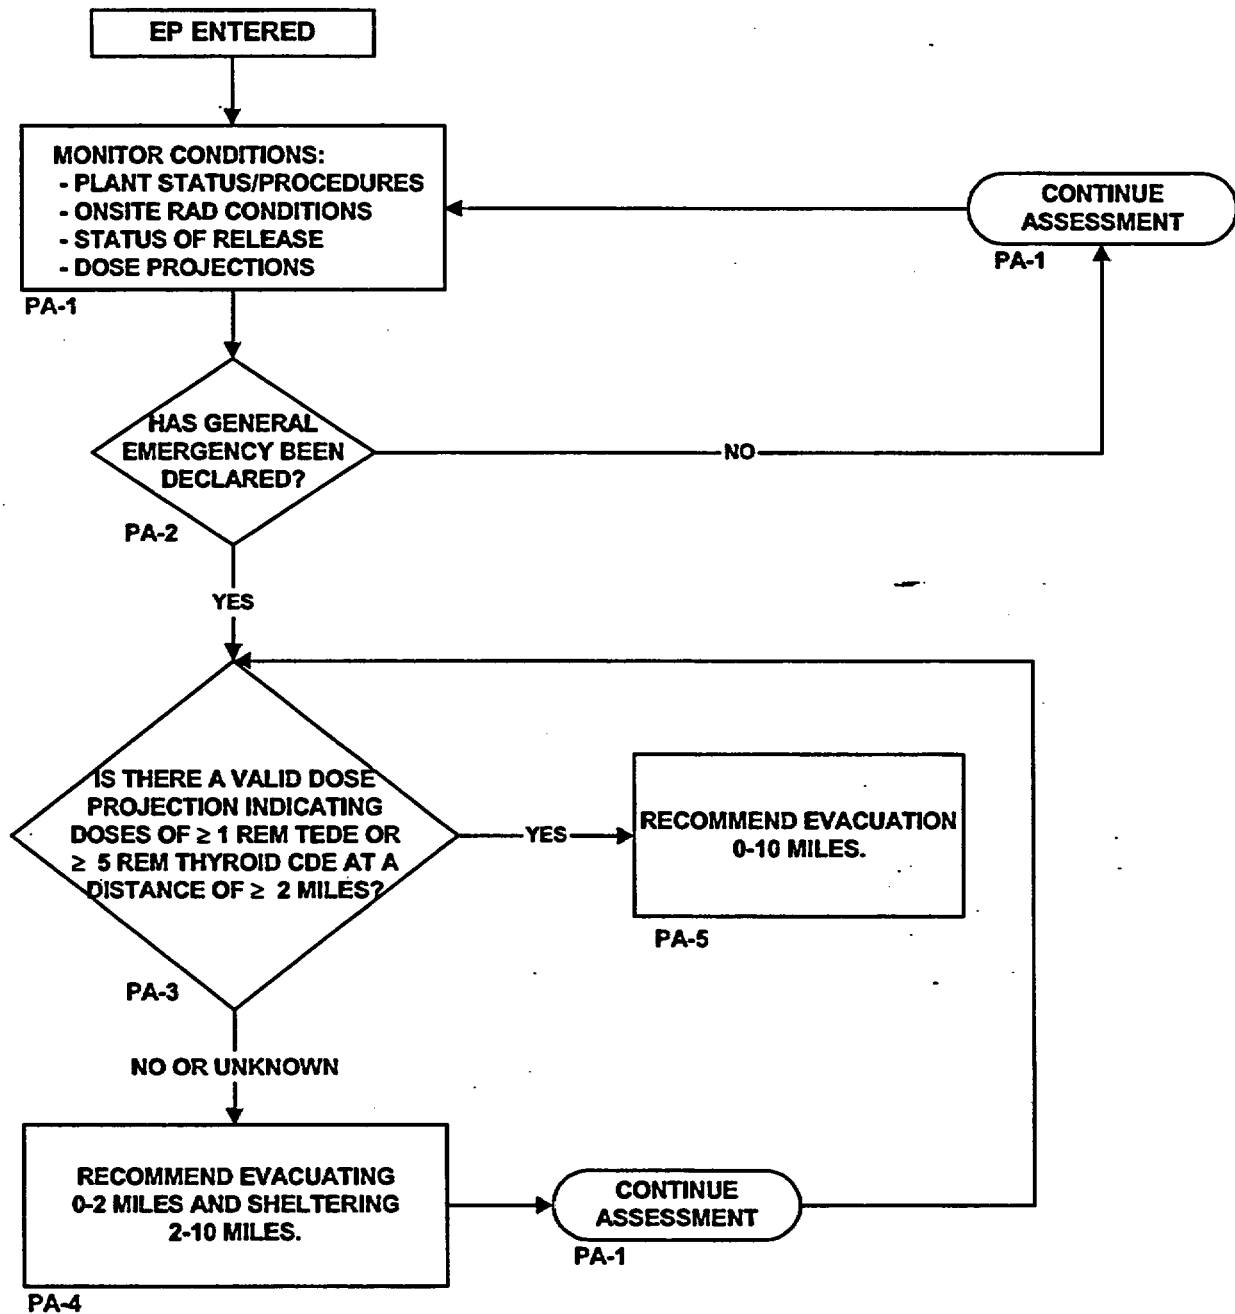 EP ENTERED
MONITOR CONDITIONS:
- PLANT STATUS/PROCEDURES
- ONSITE RAD CONDITIONS
- STATUS OF RELEASE
- DOSE PROJECTIONS
PA-1
CONTINUE
ASSESSMENT
PA-1
HAS GENERAL
EMERGENCY BEEN
DECLARED?
PA-2
NO
YES
IS THERE A VALID DOSE
PROJECTION INDICATING
DOSES OF ≥ 1 REM TEDE OR
≥ 5 REM THYROID CDE AT A
DISTANCE OF ≥ 2 MILES?
PA-3
YES
RECOMMEND EVACUATION
0-10 MILES.
PA-5
NO OR UNKNOWN
RECOMMEND EVACUATING
0-2 MILES AND SHELTERING
2-10 MILES.
PA-4
CONTINUE
ASSESSMENT
PA-1